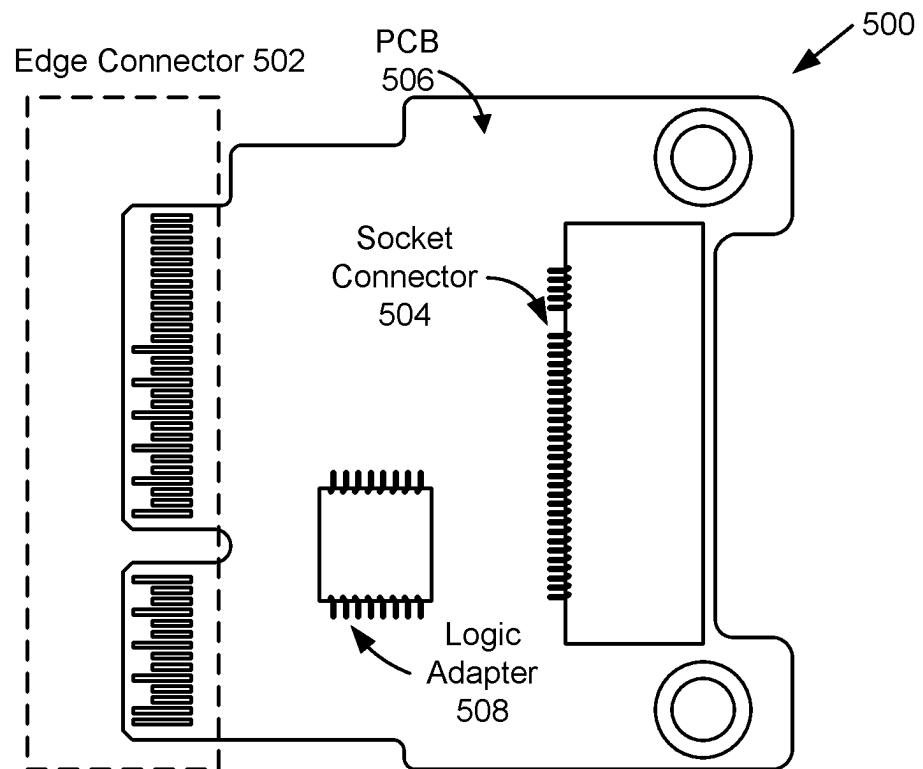 500
PCB
506
Edge Connector 502
Socket
Connector
504
Logic
Adapter
508